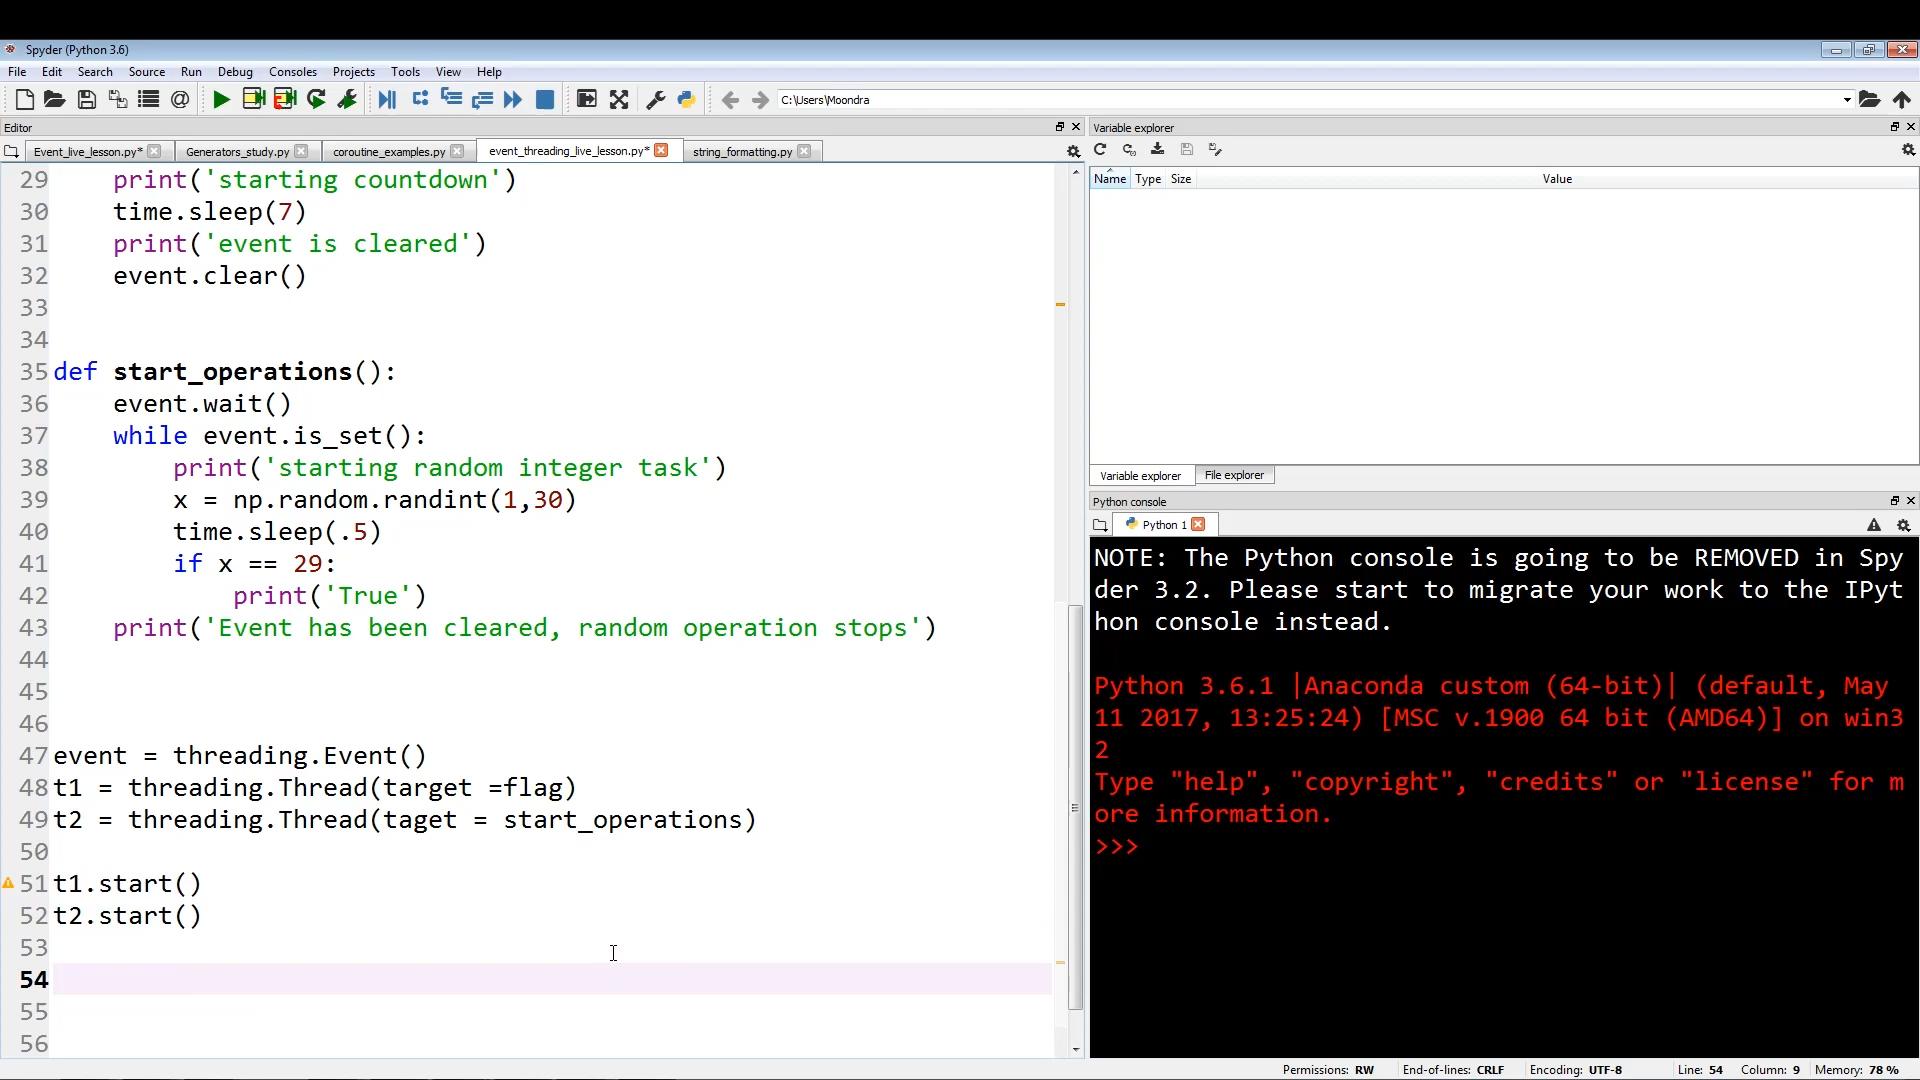 Spyder (Python 3.6)
File Edit Search Source Run Debug Consoles Projects Tools View Help
C:\Users\Moondra
Editor
Event_live_lesson.py* Generators_study.py coroutine_examples.py event_threading_live_lesson.py* string_formatting.py
29 print('starting countdown')
30 time.sleep(7)
31 print('event is cleared')
32 event.clear()
33
34
35 def start_operations():
36 event.wait()
37 while event.is_set():
38 print('starting random integer task')
39 x = np.random.randint(1,30)
40 time.sleep(.5)
41 if x == 29:
42 print('True')
43 print('Event has been cleared, random operation stops')
44
45
46
47 event = threading.Event()
48 t1 = threading.Thread(target =flag)
49 t2 = threading.Thread(taget = start_operations)
50
51 t1.start()
52 t2.start()
53
54
55
56
Variable explorer
Name Type Size Value
Variable explorer File explorer
Python console
Python 1
NOTE: The Python console is going to be REMOVED in Spy
der 3.2. Please start to migrate your work to the IPyt
hon console instead.
Python 3.6.1 |Anaconda custom (64-bit)| (default, May
11 2017, 13:25:24) [MSC v.1900 64 bit (AMD64)] on win3
2
Type "help", "copyright", "credits" or "license" for m
ore information.
>>>
Permissions: RW End-of-lines: CRLF Encoding: UTF-8 Line: 54 Column: 9 Memory: 78 %